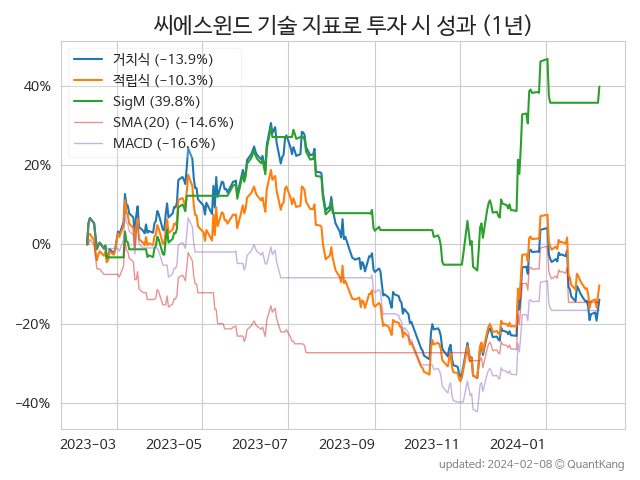 씨에스윈드 기술 지표로 투자 시 성과 (1년)
거치식 (-13.9%)
적립식 (-10.3%)
SigM (39.8%)
SMA(20) (-14.6%)
MACD (-16.6%)
40%
20%
0%
-20%
-40%
2023-03 2023-05 2023-07 2023-09 2023-11 2024-01
updated: 2024-02-08 © QuantKang